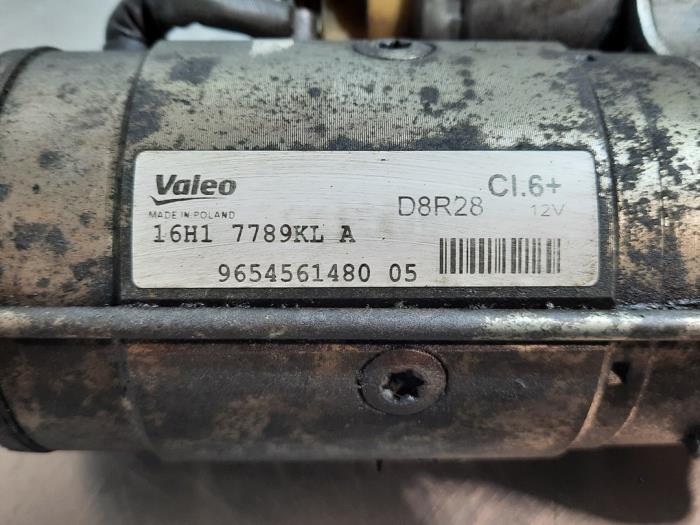 Valeo
MADE IN POLAND
D8R28
Cl.6+
12V
16H1 7789KL A
9654561480 05